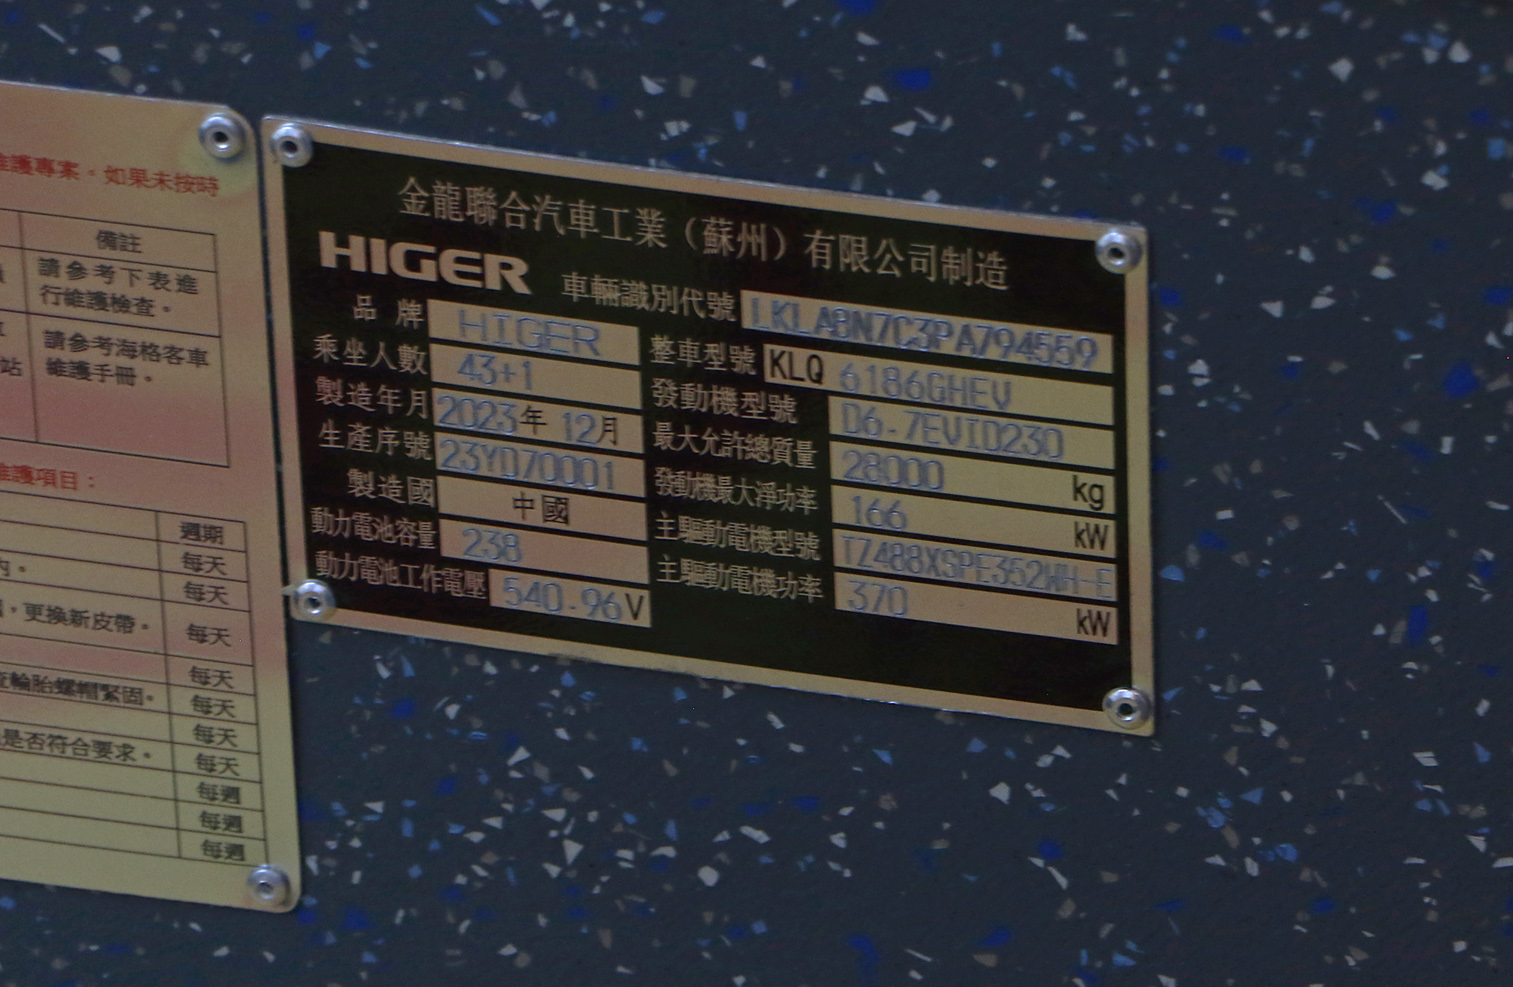 維護專案。如果未按時
備註
請參考下表進
行維護檢查。
請參考海格客車
站 維護手冊。
維護項目：
週期
每天
內。 每天
，更換新皮帶。 每天
每天
輪胎螺帽緊固。 每天
每天
是否符合要求。 每天
每週
每週
每週
金龍聯合汽車工業（蘇州）有限公司制造
HIGER 車輛識別代號 LKLA8N7C3PA794559
品牌 HIGER 整車型號 KLQ 6186GHEV
乘坐人數 43+1 發動機型號 D6.7EVID230
製造年月 2023年 12月 最大允許總質量 28000 kg
生產序號 23YD70001 發動機最大淨功率 166 kW
製造國 中國 主驅動電機型號 TZ488XSPE352WH-E
動力電池容量 238 主驅動電機功率 370 kW
動力電池工作電壓 540.96V